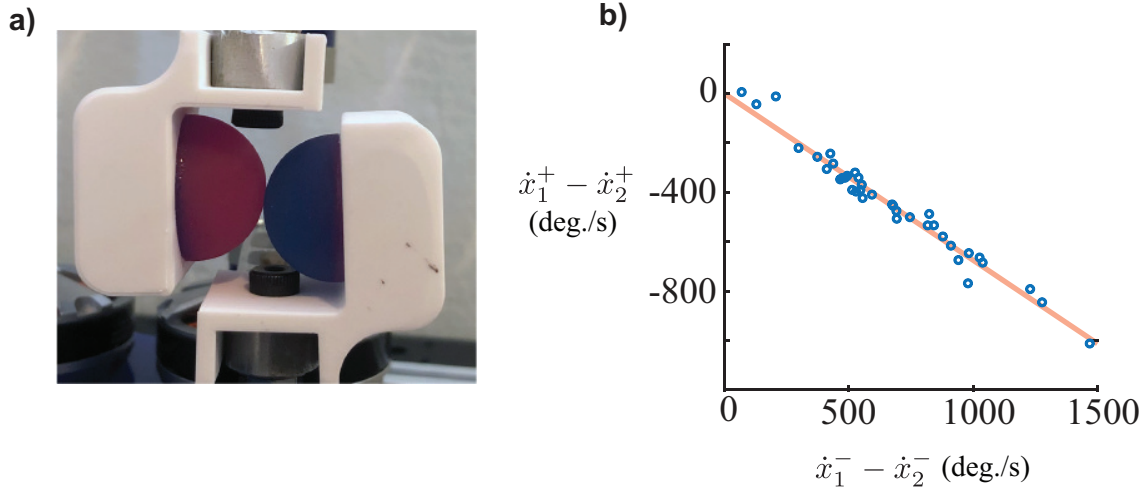 a)
b)
0
-400
-800
ẋ₁⁺ − ẋ₂⁺
(deg./s)
0 500 1000 1500
ẋ₁⁻ − ẋ₂⁻ (deg./s)